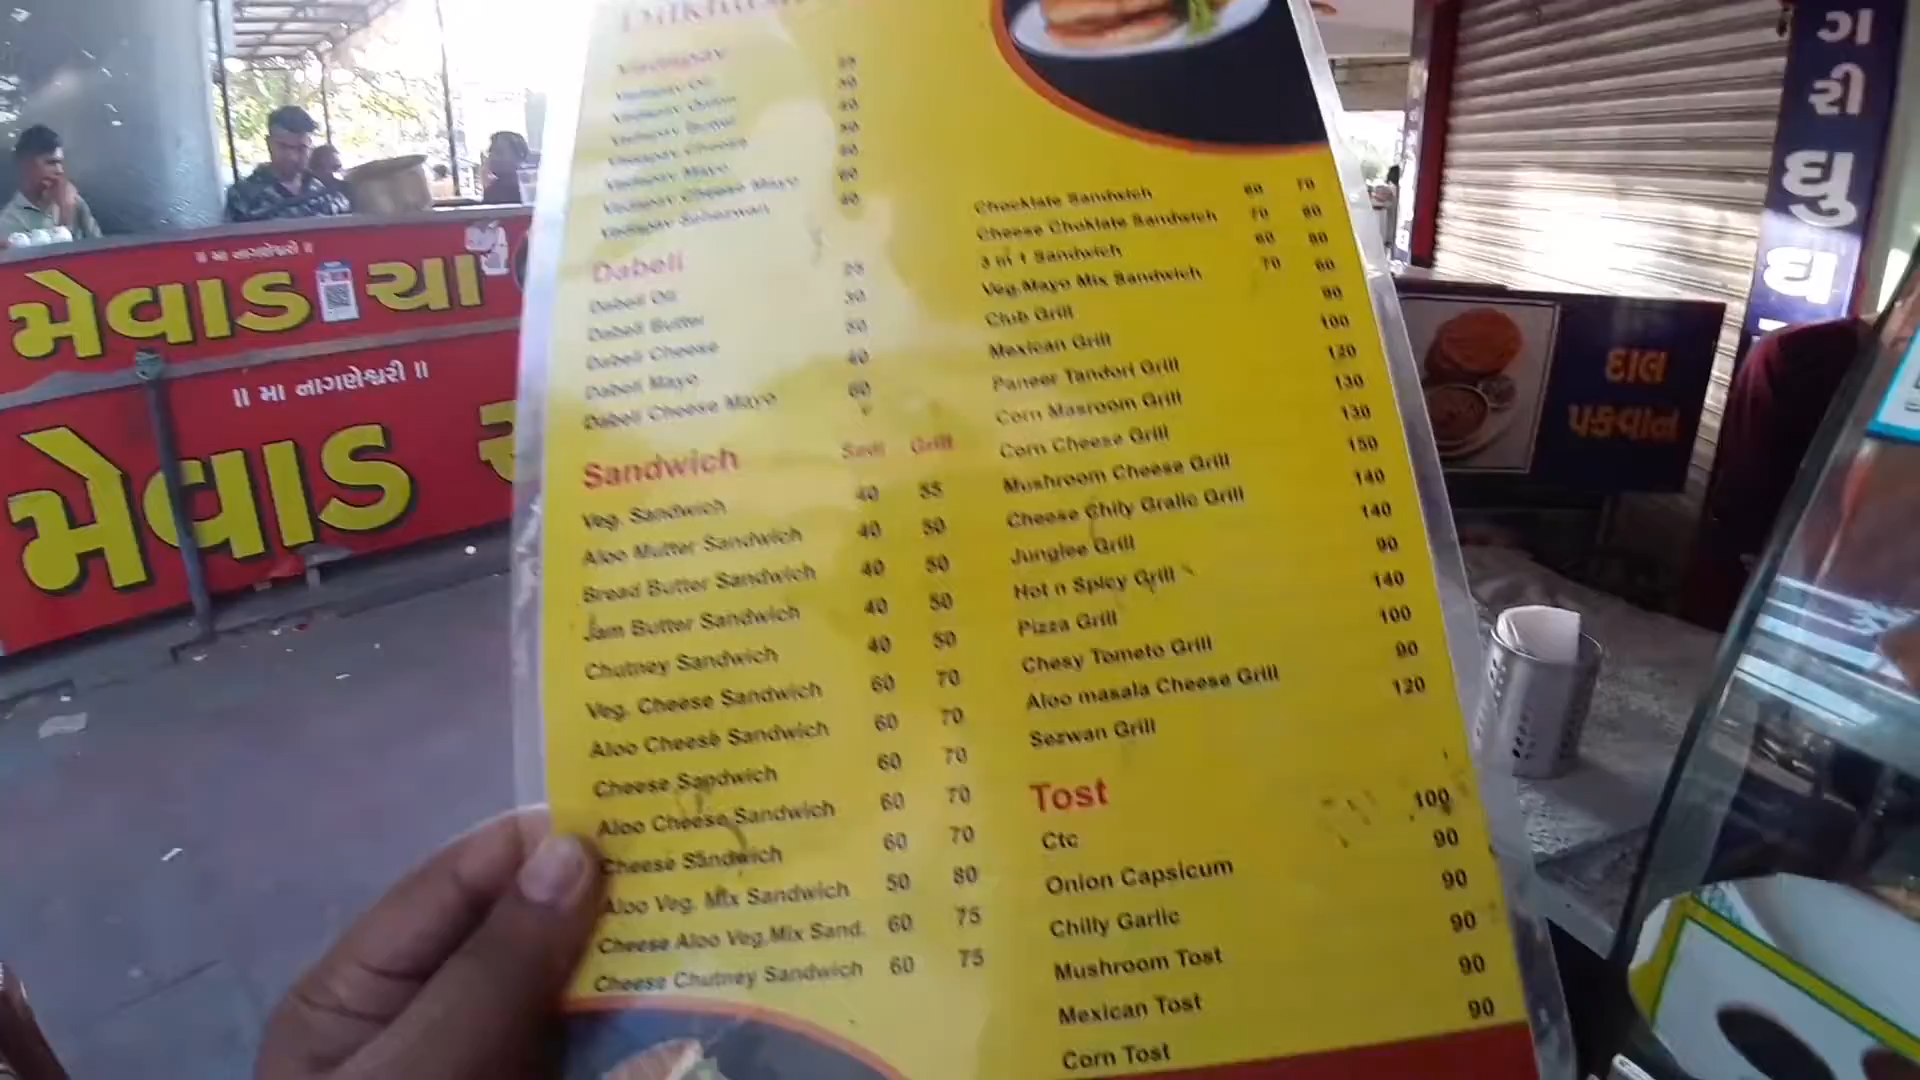 ॥ મા નાગણેશ્વરી ॥
મેવાડ ચા
॥ મા નાગણેશ્વરી ॥
મેવાડ
Dabeli
Dabeli Oil 25
Dabeli Butter 30
Dabeli Cheese 50
Dabeli Mayo 40
Dabeli Cheese Mayo 60
Sandwich Grill
Veg. Sandwich 40 55
Aloo Mutter Sandwich 40 50
Bread Butter Sandwich 40 50
Jam Butter Sandwich 40 50
Chutney Sandwich 40 50
Veg. Cheese Sandwich 60 70
Aloo Cheese Sandwich 60 70
Cheese Sandwich 60 70
Aloo Cheese Sandwich 60 70
Cheese Sandwich 60 70
Aloo Veg. Mix Sandwich 50 80
Cheese Aloo Veg.Mix Sand. 60 75
Cheese Chutney Sandwich 60 75
Chocklate Sandwich 60 70
Cheese Choklate Sandwich 70 80
3 in 1 Sandwich 60 80
Veg.Mayo Mix Sandwich 70 60
Club Grill 90
Mexican Grill 100
Paneer Tandori Grill 120
Corn Masroom Grill 130
Corn Cheese Grill 130
Mushroom Cheese Grill 150
Cheese Chily Gralic Grill 140
Junglee Grill 140
Hot n Spicy Grill 90
Pizza Grill 140
Chesy Tometo Grill 100
Aloo masala Cheese Grill 90
Sezwan Grill 120
Tost
Ctc 100
Onion Capsicum 90
Chilly Garlic 90
Mushroom Tost 90
Mexican Tost 90
Corn Tost 90
ગ
રી
ઘુ
ઘ
દાલ
પકવાન